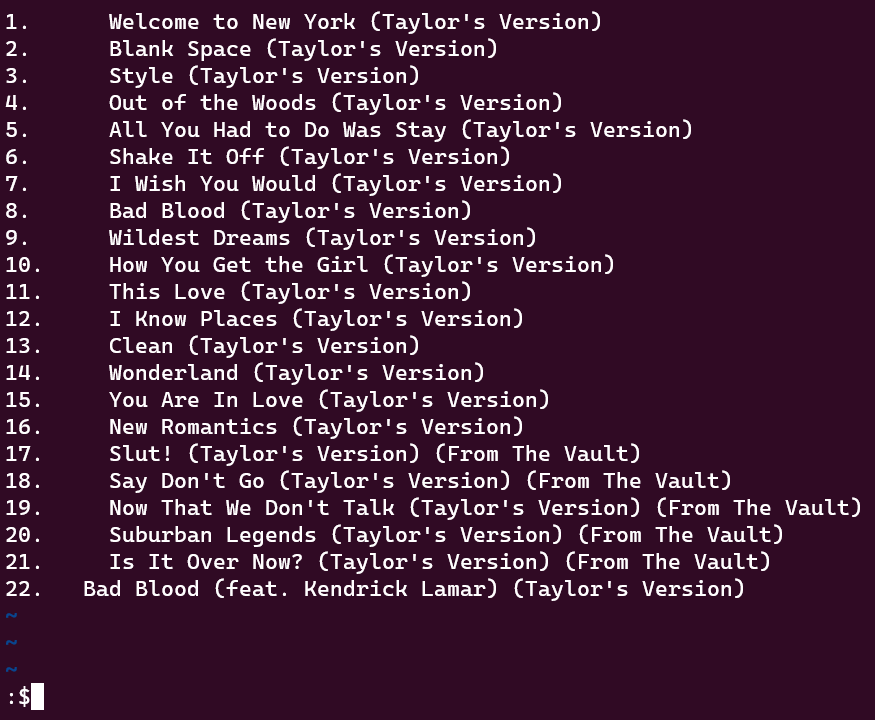 1.      Welcome to New York (Taylor's Version)
2.      Blank Space (Taylor's Version)
3.      Style (Taylor's Version)
4.      Out of the Woods (Taylor's Version)
5.      All You Had to Do Was Stay (Taylor's Version)
6.      Shake It Off (Taylor's Version)
7.      I Wish You Would (Taylor's Version)
8.      Bad Blood (Taylor's Version)
9.      Wildest Dreams (Taylor's Version)
10.     How You Get the Girl (Taylor's Version)
11.     This Love (Taylor's Version)
12.     I Know Places (Taylor's Version)
13.     Clean (Taylor's Version)
14.     Wonderland (Taylor's Version)
15.     You Are In Love (Taylor's Version)
16.     New Romantics (Taylor's Version)
17.     Slut! (Taylor's Version) (From The Vault)
18.     Say Don't Go (Taylor's Version) (From The Vault)
19.     Now That We Don't Talk (Taylor's Version) (From The Vault)
20.     Suburban Legends (Taylor's Version) (From The Vault)
21.     Is It Over Now? (Taylor's Version) (From The Vault)
22.   Bad Blood (feat. Kendrick Lamar) (Taylor's Version)
~
~
~
:$